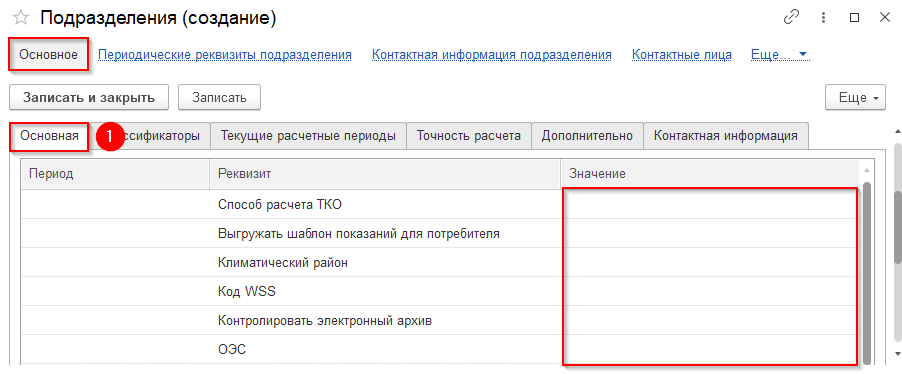 Подразделения (создание)
Основное Периодические реквизиты подразделения Контактная информация подразделения Контактные лица Еще...
Записать и закрыть Записать Еще
Основная 1 ссификаторы Текущие расчетные периоды Точность расчета Дополнительно Контактная информация
Период Реквизит Значение
Способ расчета ТКО
Выгружать шаблон показаний для потребителя
Климатический район
Код WSS
Контролировать электронный архив
ОЭС